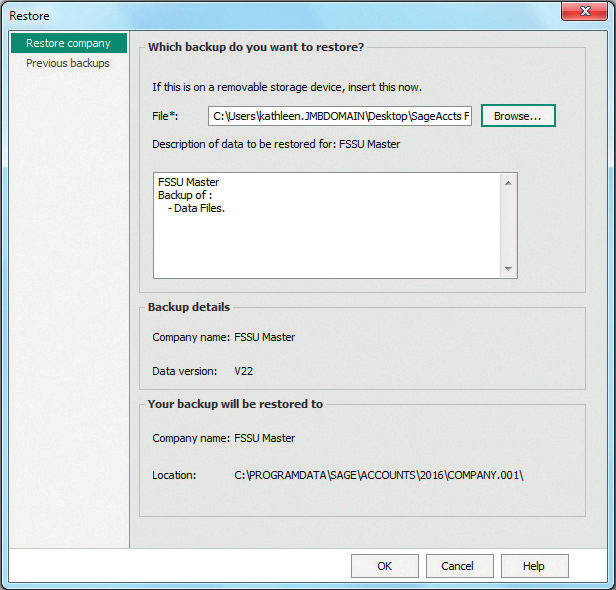 Restore
Restore company
Previous backups
Which backup do you want to restore?
If this is on a removable storage device, insert this now.
File*: C:\Users\kathleen.JMBDOMAIN\Desktop\SageAccts F Browse...
Description of data to be restored for: FSSU Master
FSSU Master
Backup of :
- Data Files.
Backup details
Company name: FSSU Master
Data version: V22
Your backup will be restored to
Company name: FSSU Master
Location: C:\PROGRAMDATA\SAGE\ACCOUNTS\2016\COMPANY.001\
OK Cancel Help